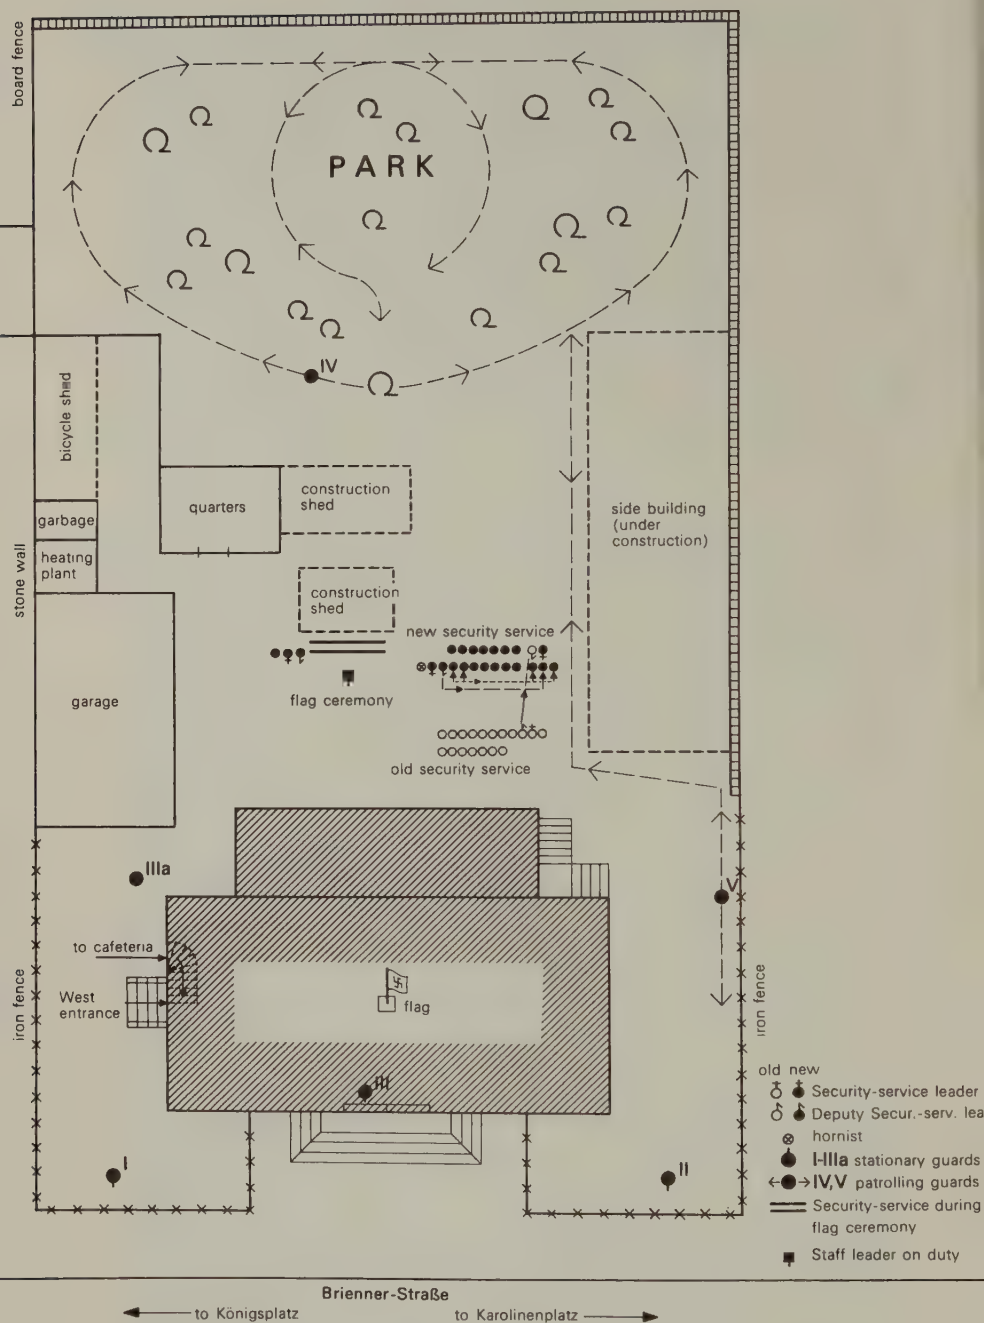 board fence
PARK
IV
bicycle shed
garbage
heating
plant
stone wall
quarters
construction
shed
construction
shed
side building
(under
construction)
new security service
flag ceremony
old security service
garage
IIIa
V
to cafeteria
West
entrance
flag
iron fence
iron fence
III
I
II
old new
Security-service leader
Deputy Secur.-serv. lea
hornist
I-IIIa stationary guards
IV,V patrolling guards
Security-service during
flag ceremony
Staff leader on duty
Brienner-Straße
to Königsplatz
to Karolinenplatz